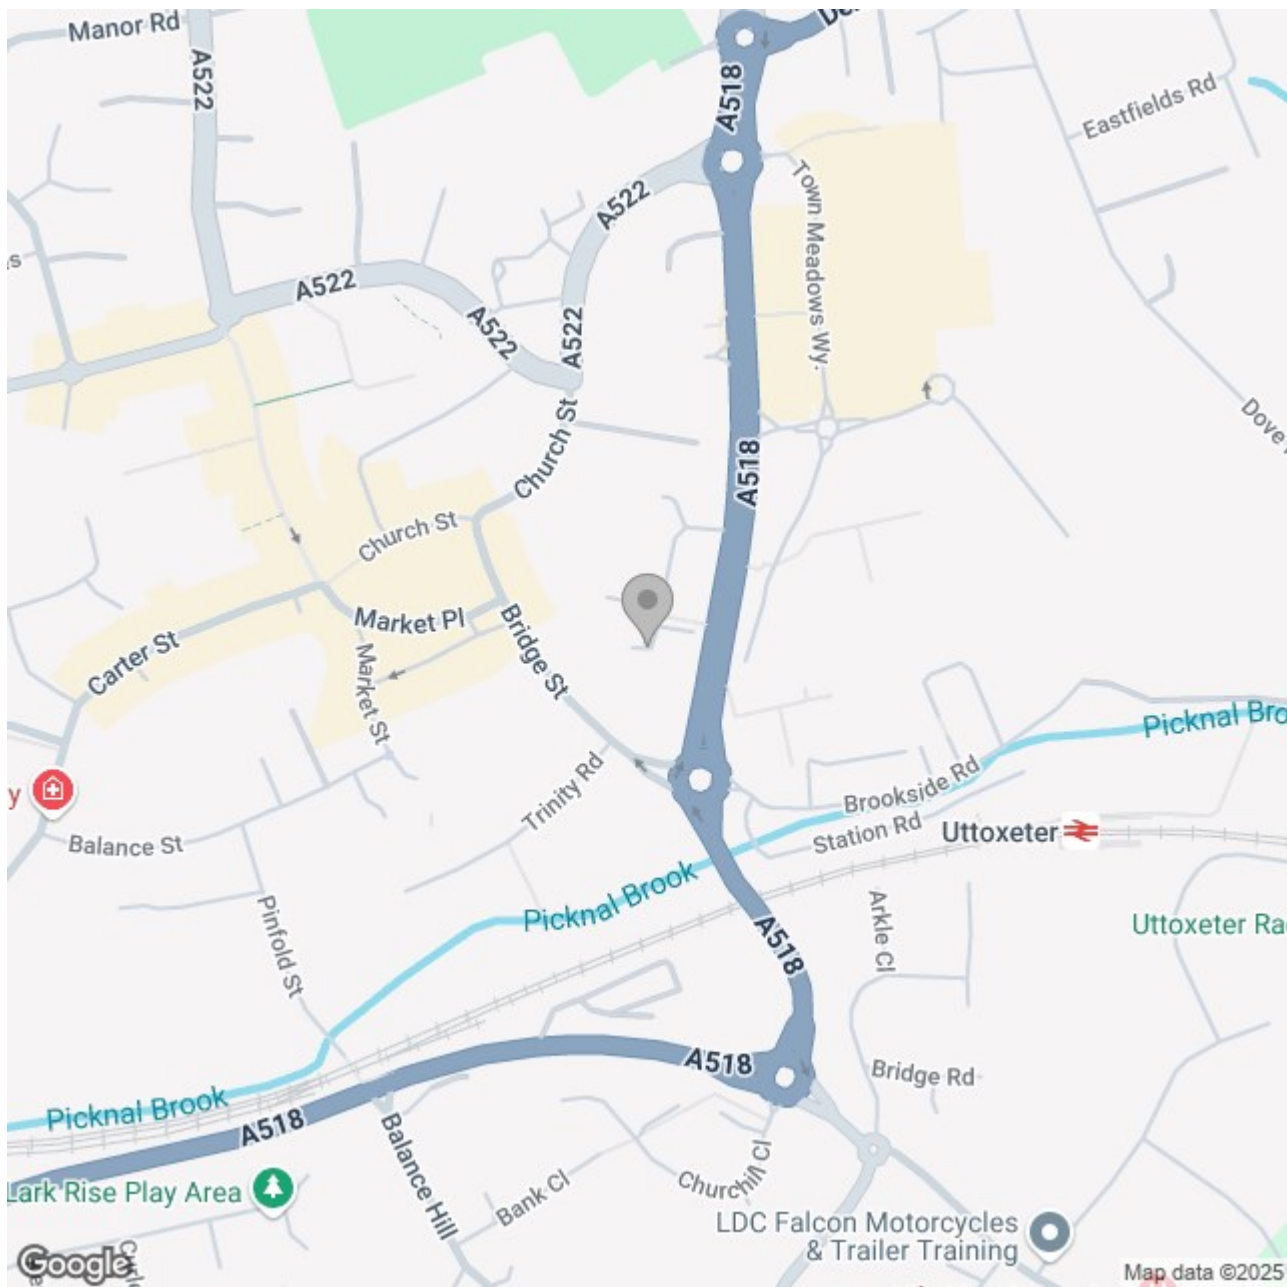 Manor Rd
A522
A518
Eastfields Rd
Town Meadows Wy.
A522
A522
A522
A522
A518
Church St
Church St
Market Pl
Bridge St
Carter St
Market St
Picknal Bro
Trinity Rd
Brookside Rd
Station Rd
Uttoxeter
y
Balance St
Picknal Brook
Pinfold St
A518
Arkle Cl
Uttoxeter Ra
A518
Bridge Rd
Picknal Brook
A518
Balance Hill
Churchill Cl
Bank Cl
Lark Rise Play Area
LDC Falcon Motorcycles
& Trailer Training
Google
Map data ©2025